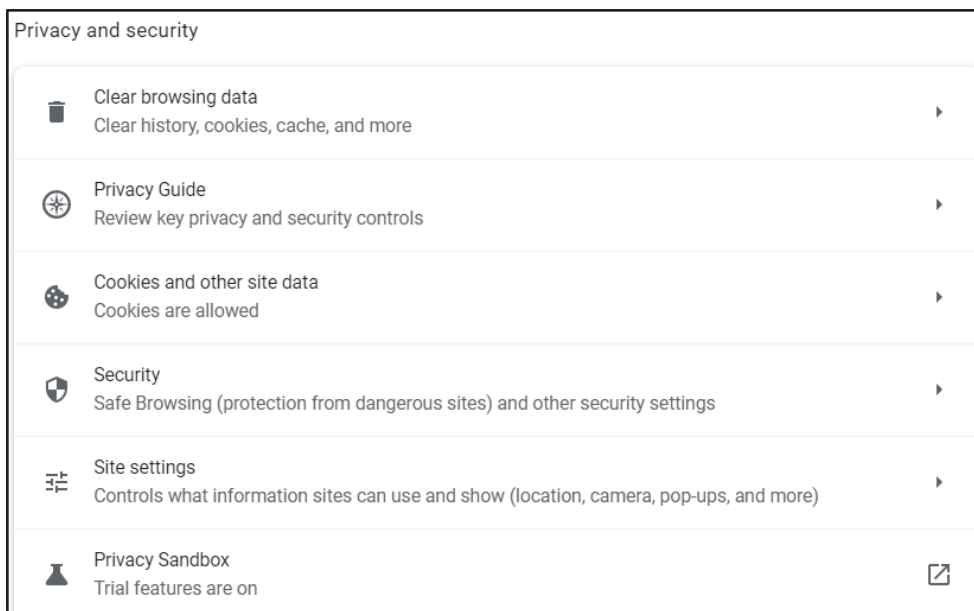 Privacy and security
Clear browsing data
Clear history, cookies, cache, and more
Privacy Guide
Review key privacy and security controls
Cookies and other site data
Cookies are allowed
Security
Safe Browsing (protection from dangerous sites) and other security settings
Site settings
Controls what information sites can use and show (location, camera, pop-ups, and more)
Privacy Sandbox
Trial features are on